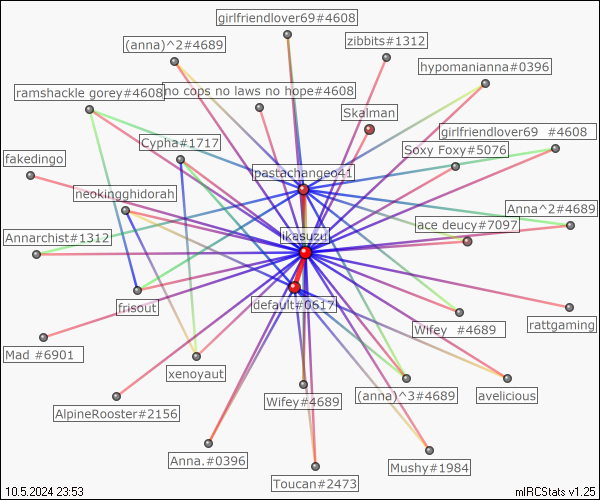 girlfriendlover69#4608
(anna)^2#4689
zibbits#1312
hypomanianna#0396
ramshackle gorey#4608
no cops no laws no hope#4608
Skalman
girlfriendlover69 #4608
Cypha#1717
Soxy Foxy#5076
fakedingo
pastachangeo41
neokingghidorah
Anna^2#4689
ace deucy#7097
Annarchist#1312
ikasuzu
default#0617
frisout
Wifey #4689
rattgaming
Mad #6901
xenoyaut
avelicious
Wifey#4689
(anna)^3#4689
AlpineRooster#2156
Anna.#0396
Mushy#1984
Toucan#2473
10.5.2024 23:53
mIRCStats v1.25